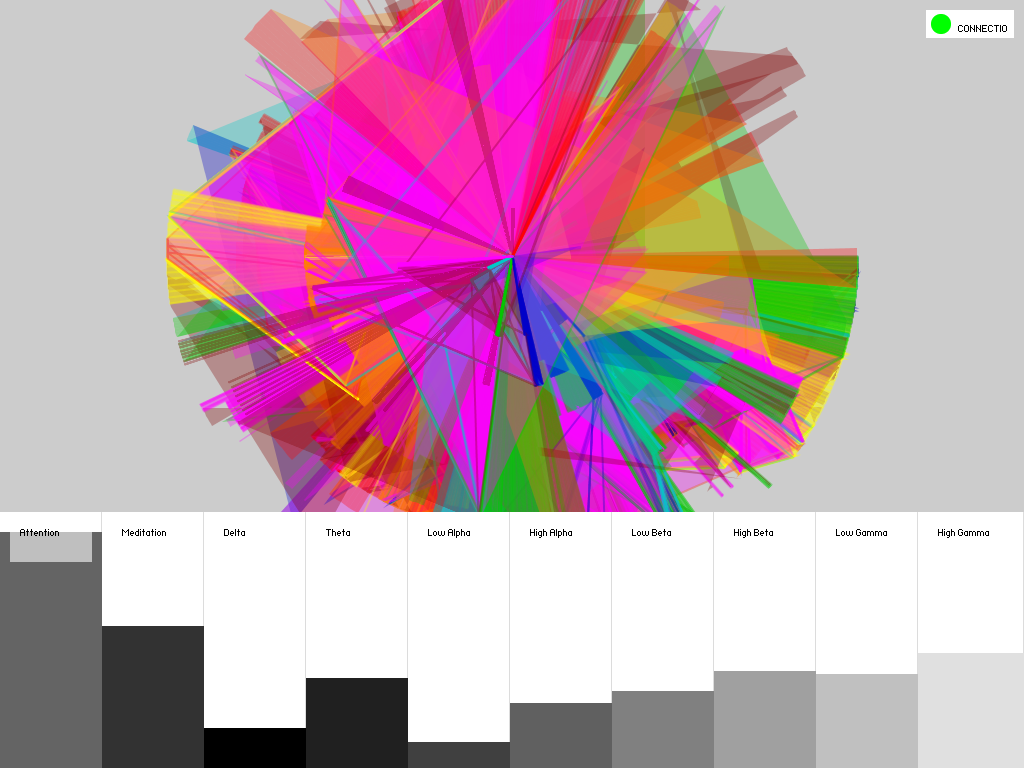 CONNECTIO
Attention
Meditation
Delta
Theta
Low Alpha
High Alpha
Low Beta
High Beta
Low Gamma
High Gamma